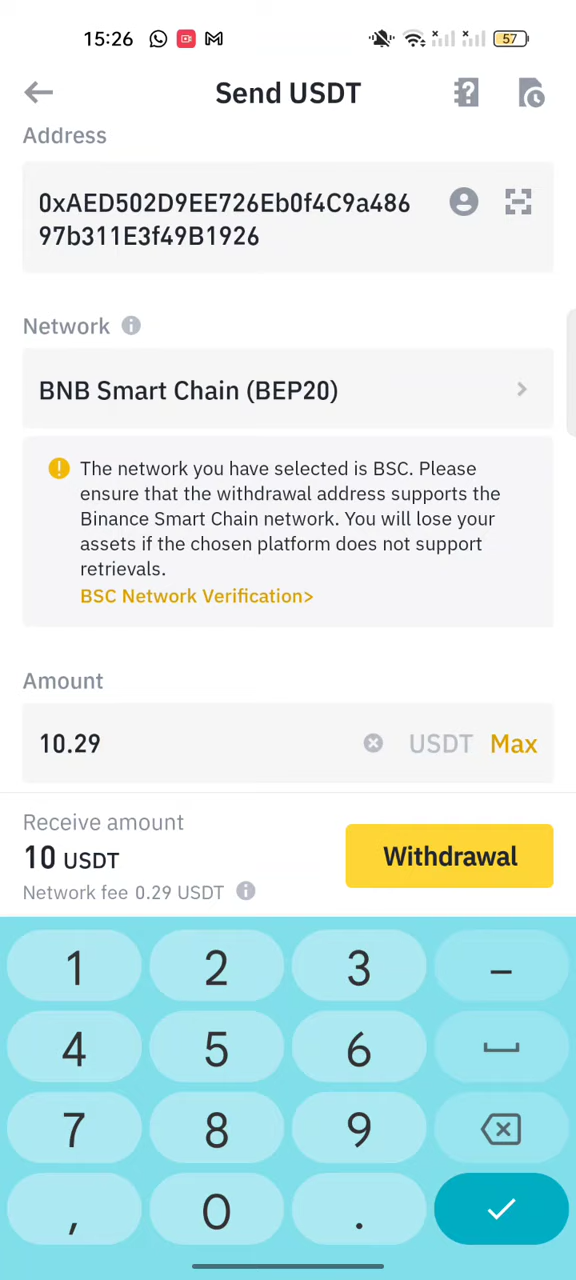 15:26
57
Send USDT
Address
0xAED502D9EE726Eb0f4C9a486
97b311E3f49B1926
Network
BNB Smart Chain (BEP20)
The network you have selected is BSC. Please
ensure that the withdrawal address supports the
Binance Smart Chain network. You will lose your
assets if the chosen platform does not support
retrievals.
BSC Network Verification>
Amount
10.29 USDT Max
Receive amount
10 USDT
Withdrawal
Network fee 0.29 USDT
1 2 3 –
4 5 6
7 8 9
, 0 .